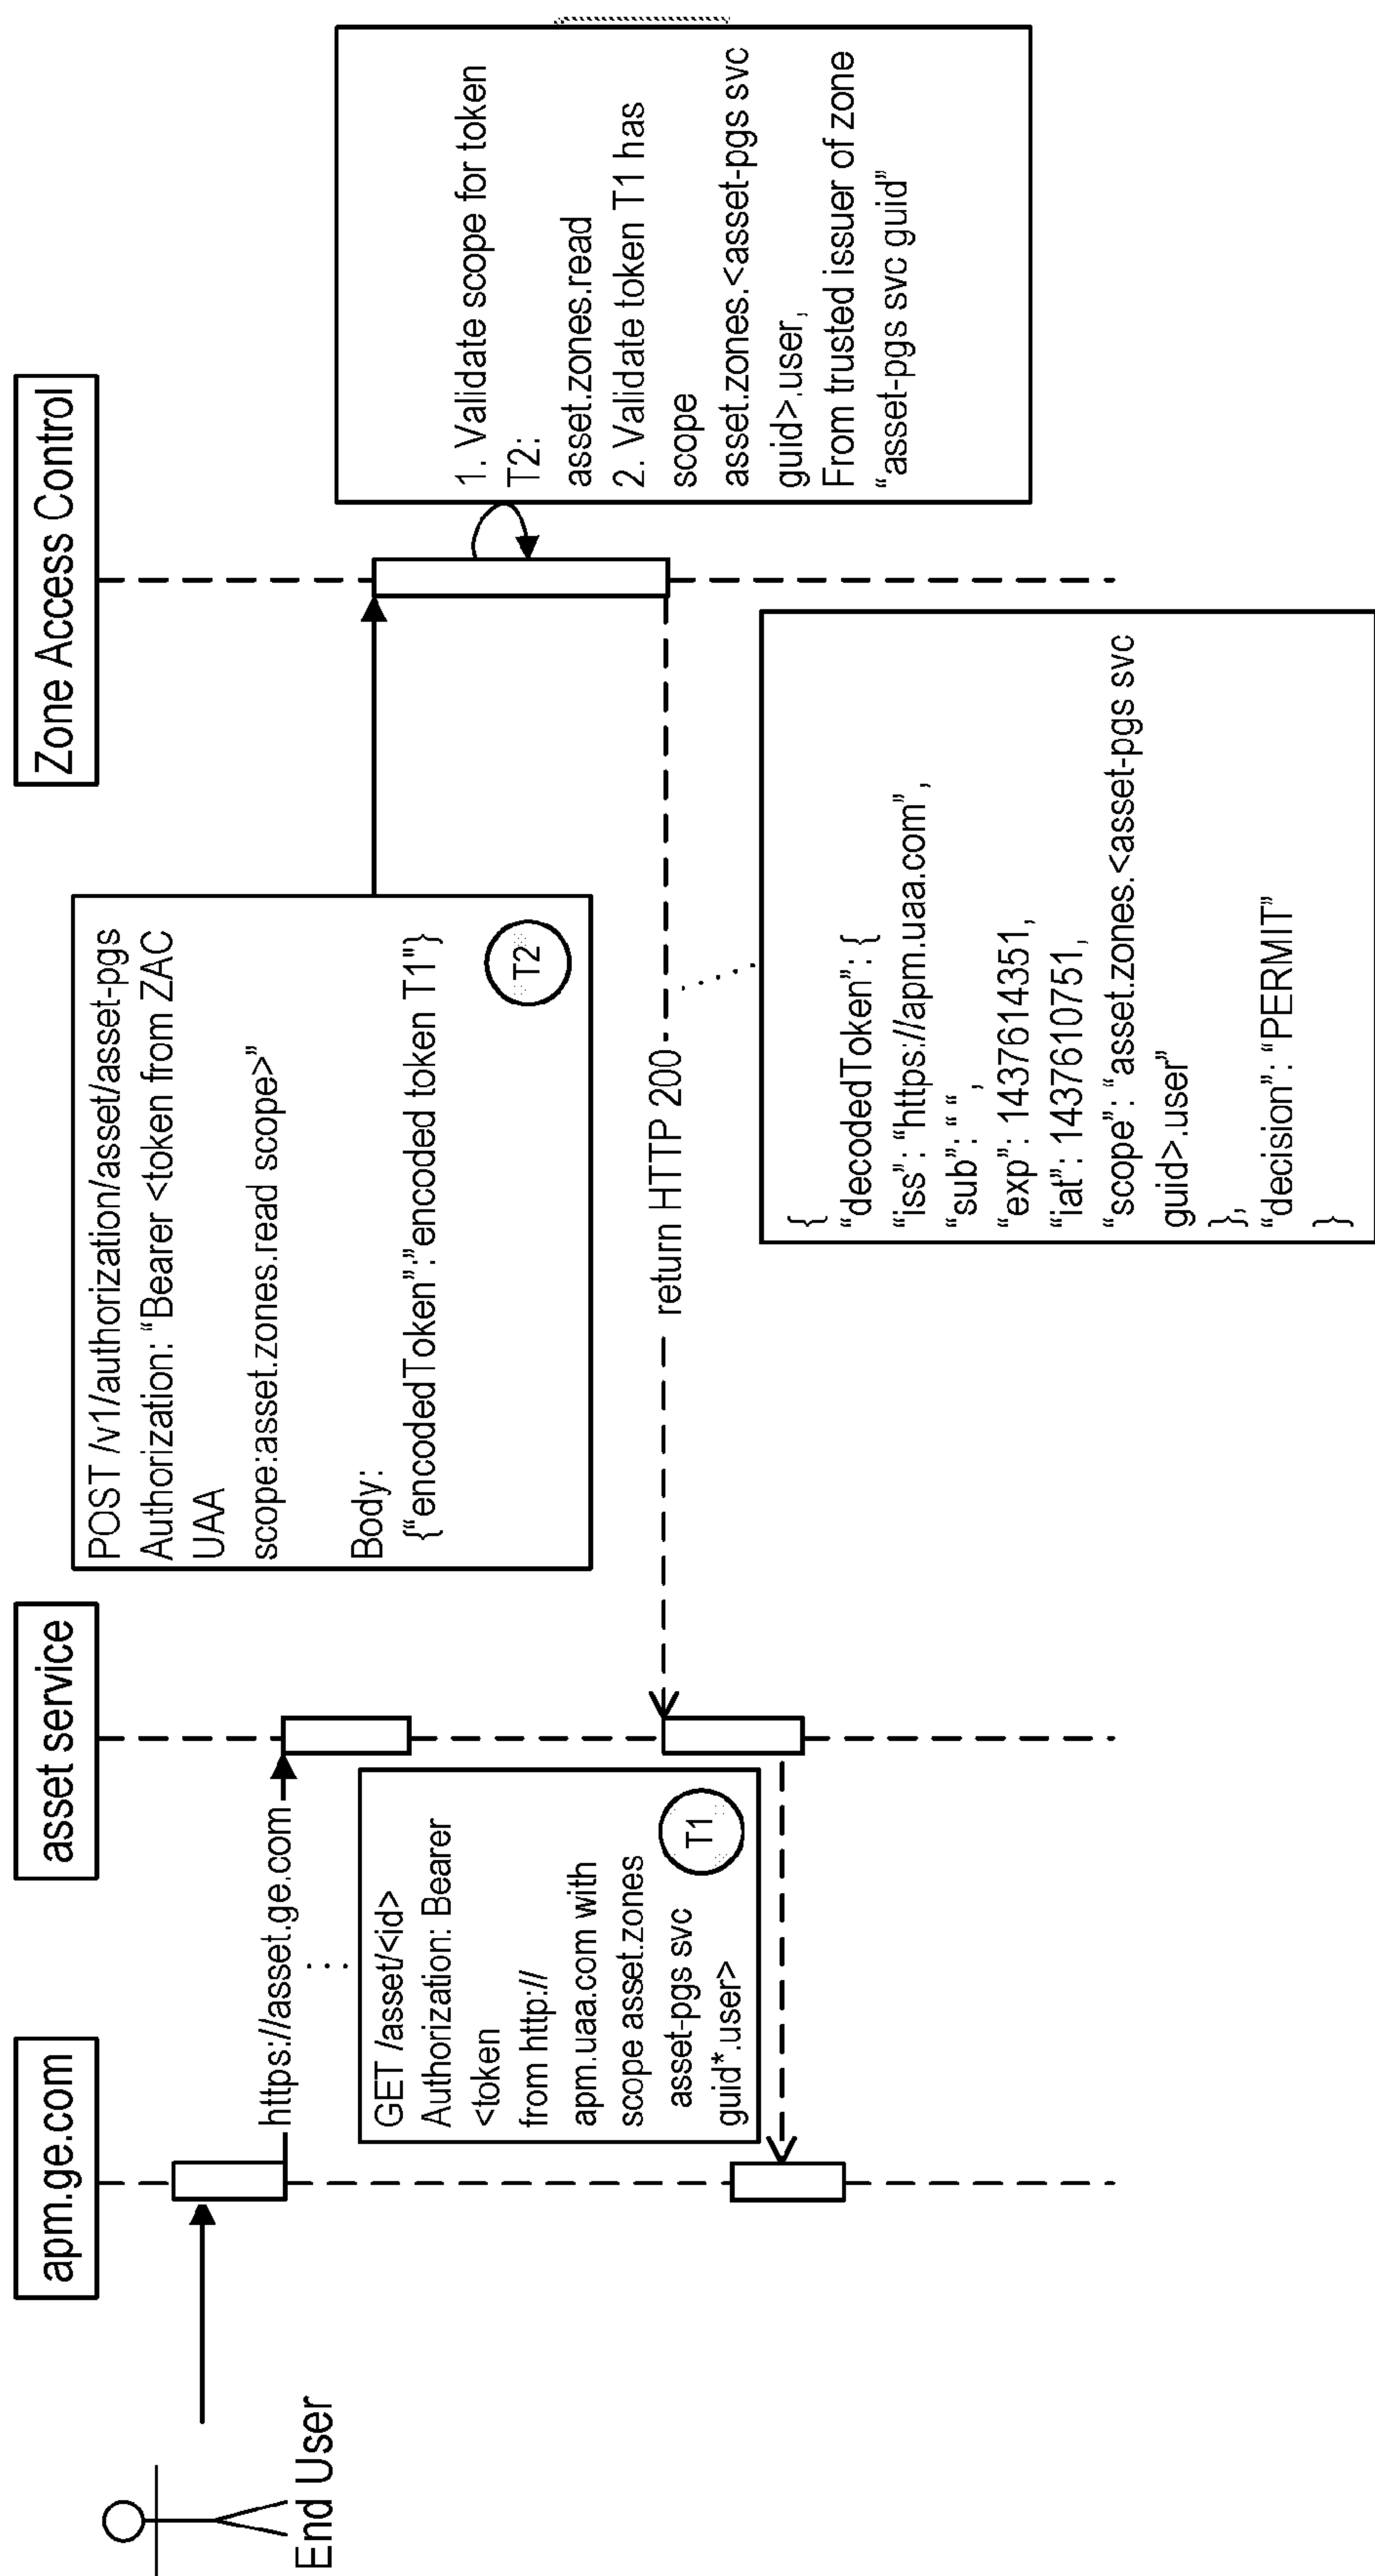 End User
apm.ge.com
asset service
Zone Access Control
https://asset.ge.com
GET /asset/<id>
Authorization: Bearer
<token
from http://
apm.uaa.com with
scope asset.zones
asset-pgs svc
guid*.user>
T1
POST /v1/authorization/asset/asset-pgs
Authorization: “Bearer <token from ZAC
UAA
scope:asset.zones.read scope>”
Body:
{“encodedToken”:”encoded token T1"}
T2
1. Validate scope for token
T2:
asset.zones.read
2. Validate token T1 has
scope
asset.zones.<asset-pgs svc
guid>.user,
From trusted issuer of zone
“asset-pgs svc guid”
return HTTP 200
{
“decodedToken”: {
“iss”: “https://apm.uaa.com”,
“sub”: “ “ ,
“exp”: 1437614351,
“iat”: 1437610751,
“scope”: “asset.zones.<asset-pgs svc
guid>.user”
},
“decision”: “PERMIT”
}